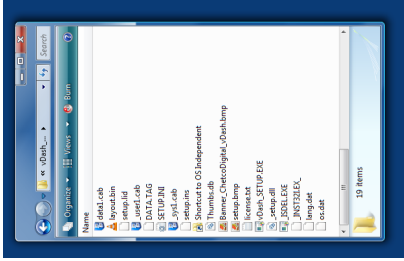 « vDash_...
Search
Organize
Views
Burn
Name
data1.cab
layout.bin
setup.lid
_user1.cab
DATA.TAG
SETUP.INI
_sys1.cab
setup.ins
Shortcut to OS Independent
Thumbs.db
Banner_ChetcoDigital_vDash.bmp
setup.bmp
license.txt
vDash_SETUP.EXE
_setup.dll
_ISDEL.EXE
_INST32I.EX_
lang.dat
os.dat
19 items